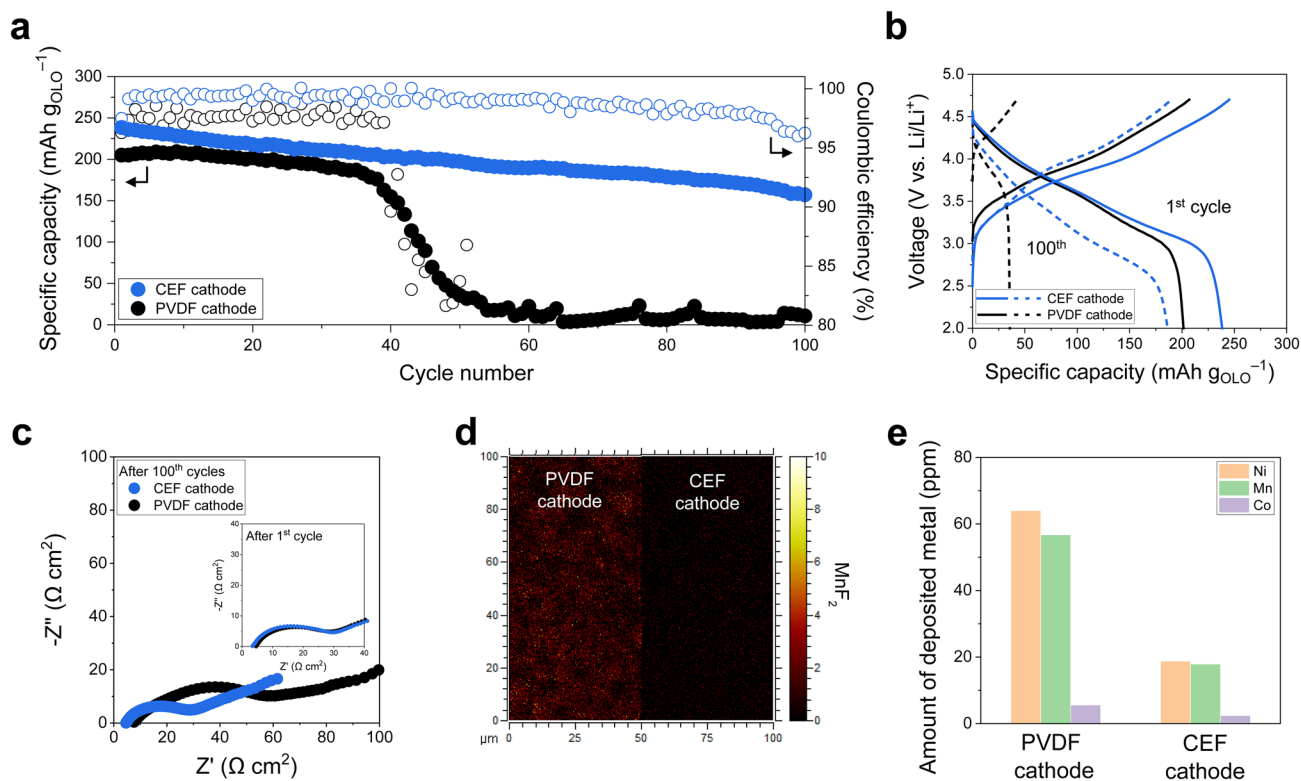 a
300
250
200
150
100
50
0
Specific capacity (mAh gOLO⁻¹)
0
20
40
60
80
100
Cycle number
100
95
90
85
80
Coulombic efficiency (%)
CEF cathode
PVDF cathode
b
5.0
4.5
4.0
3.5
3.0
2.5
2.0
Voltage (V vs. Li/Li⁺)
1st cycle
100th
CEF cathode
PVDF cathode
0
50
100
150
200
250
300
Specific capacity (mAh gOLO⁻¹)
c
100
80
60
40
20
0
-Z" (Ω cm²)
After 100th cycles
CEF cathode
PVDF cathode
After 1st cycle
40
30
20
10
0
-Z" (Ω cm²)
0
10
20
30
40
Z' (Ω cm²)
0
20
40
60
80
100
Z' (Ω cm²)
d
100
80
60
40
20
0
PVDF
cathode
CEF
cathode
µm
0
25
50
75
100
10
8
6
4
2
0
MnF₂
e
80
60
40
20
0
Amount of deposited metal (ppm)
Ni
Mn
Co
PVDF
cathode
CEF
cathode